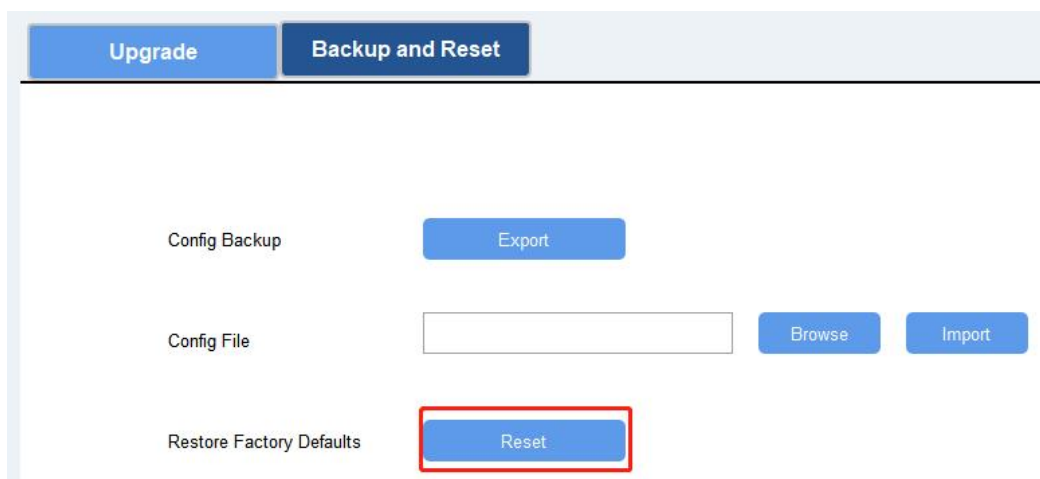 Upgrade Backup and Reset
Config Backup Export
Config File Browse Import
Restore Factory Defaults Reset